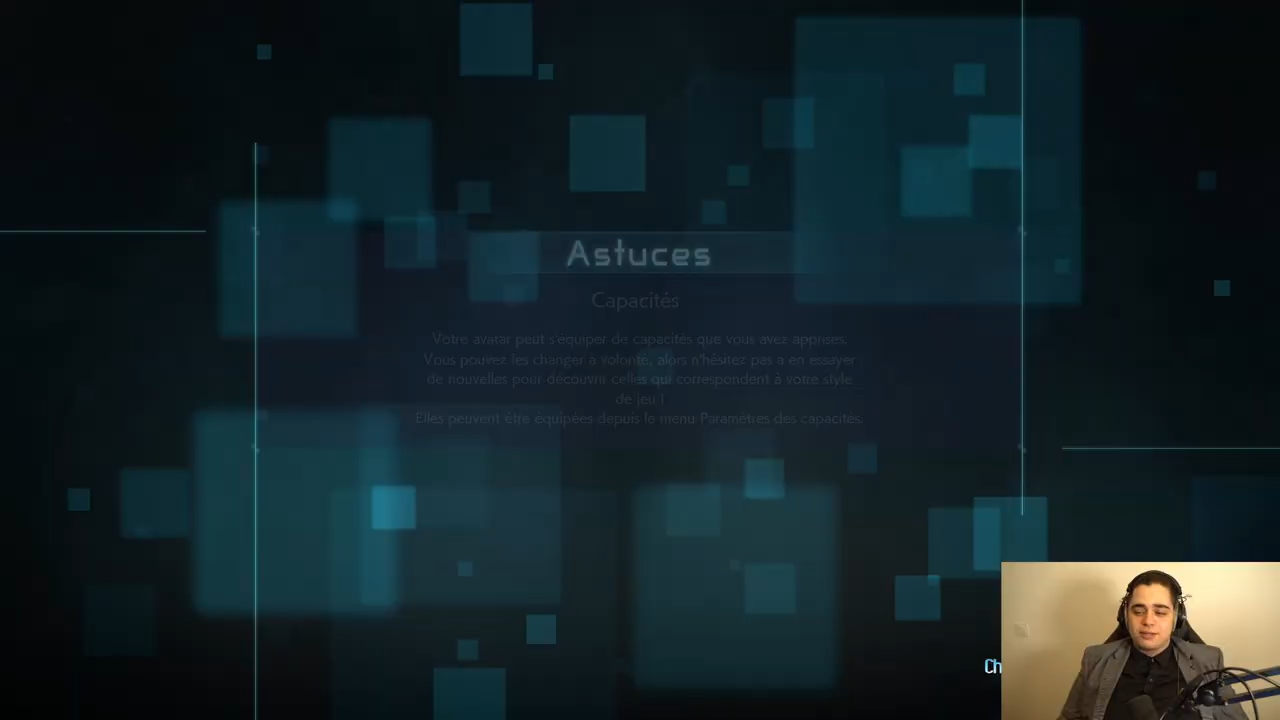 Astuces
Capacités
Votre avatar peut s'équiper de capacités que vous avez apprises.
Vous pouvez les changer à volonté, alors n'hésitez pas à en essayer
de nouvelles pour découvrir celles qui correspondent à votre style
de jeu !
Elles peuvent être équipées depuis le menu Paramètres des capacités.
Ch